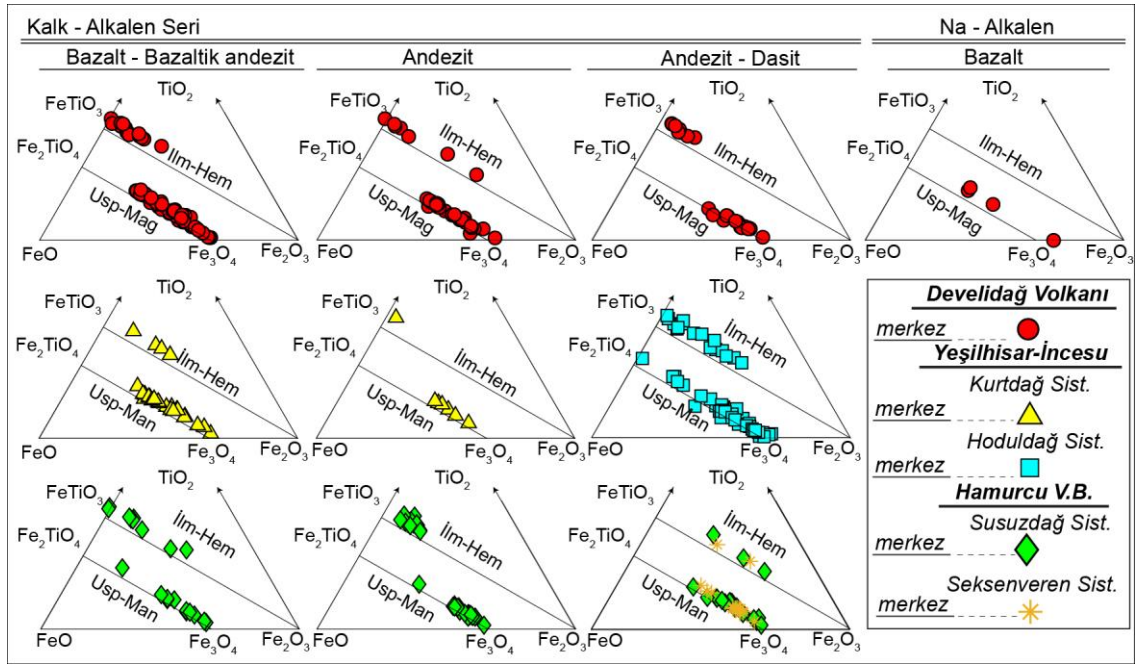 Kalk - Alkalen Seri
Na - Alkalen
Bazalt - Bazaltik andezit
Andezit
Andezit - Dasit
Bazalt
TiO2
FeTiO3
Fe2TiO4
Ilm-Hem
Usp-Mag
FeO
Fe3O4
Fe2O3
TiO2
FeTiO3
Fe2TiO4
Ilm-Hem
Usp-Mag
Fe3O4
Fe2O3
TiO2
FeTiO3
Fe2TiO4
Ilm-Hem
Usp-Mag
Fe3O4
Fe2O3
TiO2
FeTiO3
Fe2TiO4
Ilm-Hem
Usp-Mag
FeO
Fe3O4
Fe2O3
TiO2
FeTiO3
Fe2TiO4
İlm-Hem
Usp-Man
FeO
Fe3O4
Fe2O3
TiO2
FeTiO3
Fe2TiO4
İlm-Hem
Usp-Man
Fe3O4
Fe2O3
TiO2
FeTiO3
Fe2TiO4
İlm-Hem
Usp-Man
Fe3O4
Fe2O3
TiO2
FeTiO3
Fe2TiO4
İlm-Hem
Usp-Man
FeO
Fe3O4
Fe2O3
TiO2
FeTiO3
Fe2TiO4
İlm-Hem
Usp-Man
Fe3O4
Fe2O3
TiO2
FeTiO3
Fe2TiO4
İlm-Hem
Usp-Man
Fe3O4
Fe2O3
Develidağ Volkanı
merkez
Yeşilhisar-İncesu
Kurtdağ Sist.
merkez
Hoduldağ Sist.
merkez
Hamurcu V.B.
Susuzdağ Sist.
merkez
Seksenveren Sist.
merkez